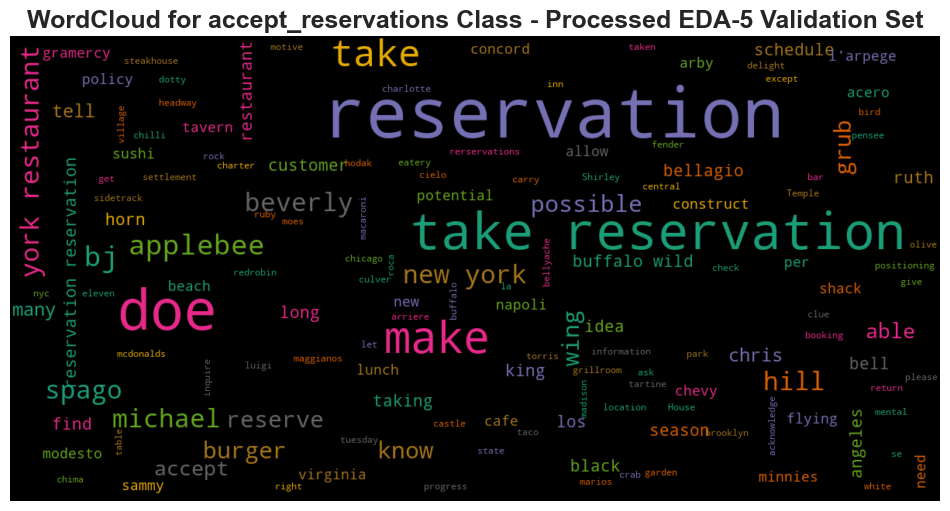 WordCloud for accept_reservations Class - Processed EDA-5 Validation Set
gramercy
motive
take
concord
taken
schedule
l'arpege
steakhouse
policy
dotty
restaurant
york restaurant
charlotte
inn
arby
delight
except
acero
tell
village
headway
tavern
chilli
reservation
fender
bird
pensee
grub
sushi
rock
customer
hodak
eatery
rerservations
allow
bellagio
bar
ruth
get
settlement
charter
cielo
carry
Shirley
central
Temple
sidetrack
reservation reservation
horn
ruby
moes
beverly
macaroni
potential
possible
construct
bj
applebee
chicago
take reservation
olive
redrobin
culver
roca
la
new york
bellyache
buffalo wild
check
per
positioning
give
nyc
eleven
beach
many
doe
long
new
arriere
buffalo
napoli
wing
idea
shack
clue
booking
able
mcdonalds
inquire
luigi
maggianos
let
make
torris
information
park
chris
bell
please
spago
lunch
king
grillroom
ask
tartine
chevy
hill
return
find
michael
reserve
taking
castle
cafe
taco
los
madison
location
House
acknowledge
flying
mental
season
brooklyn
angeles
modesto
table
burger
tuesday
know
state
se
need
chima
accept
sammy
right
virginia
progress
black
marios
crab
garden
minnies
white